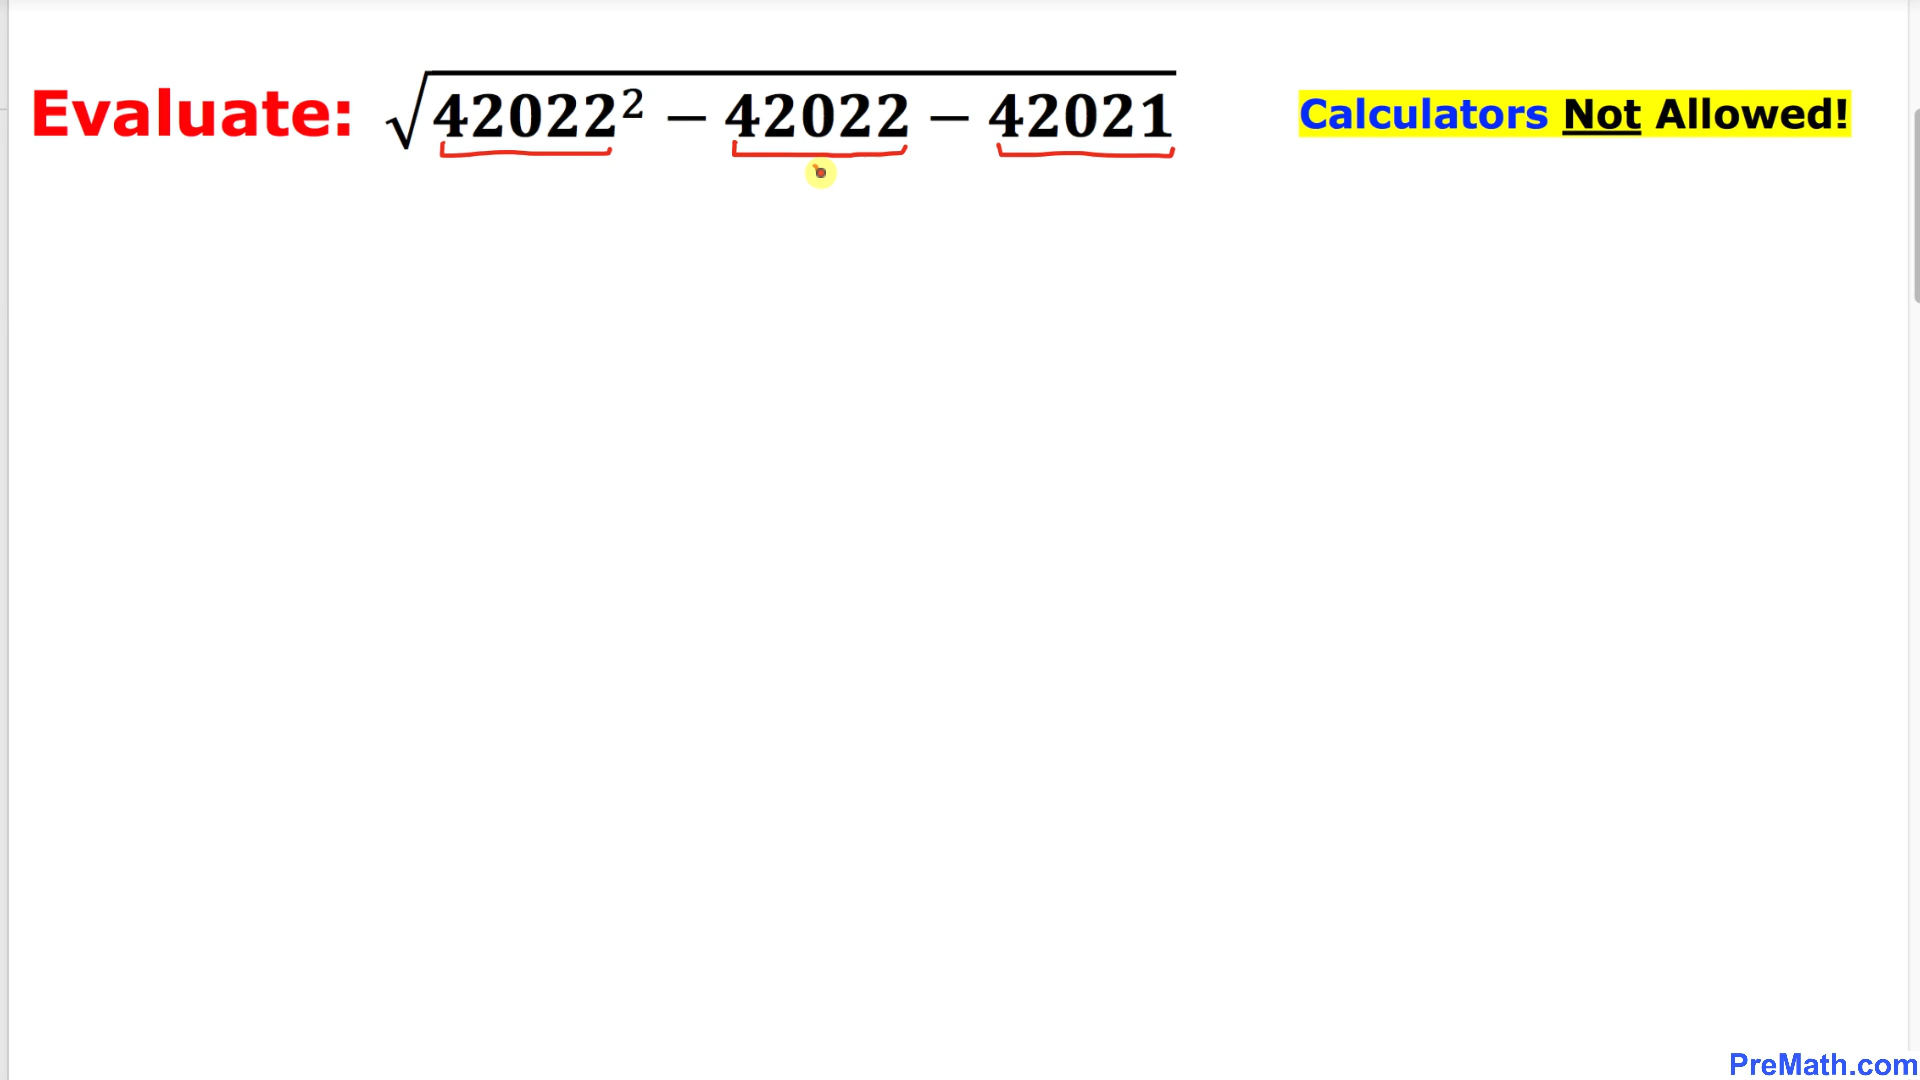 Evaluate: √42022² − 42022 − 42021 Calculators Not Allowed!
PreMath.com